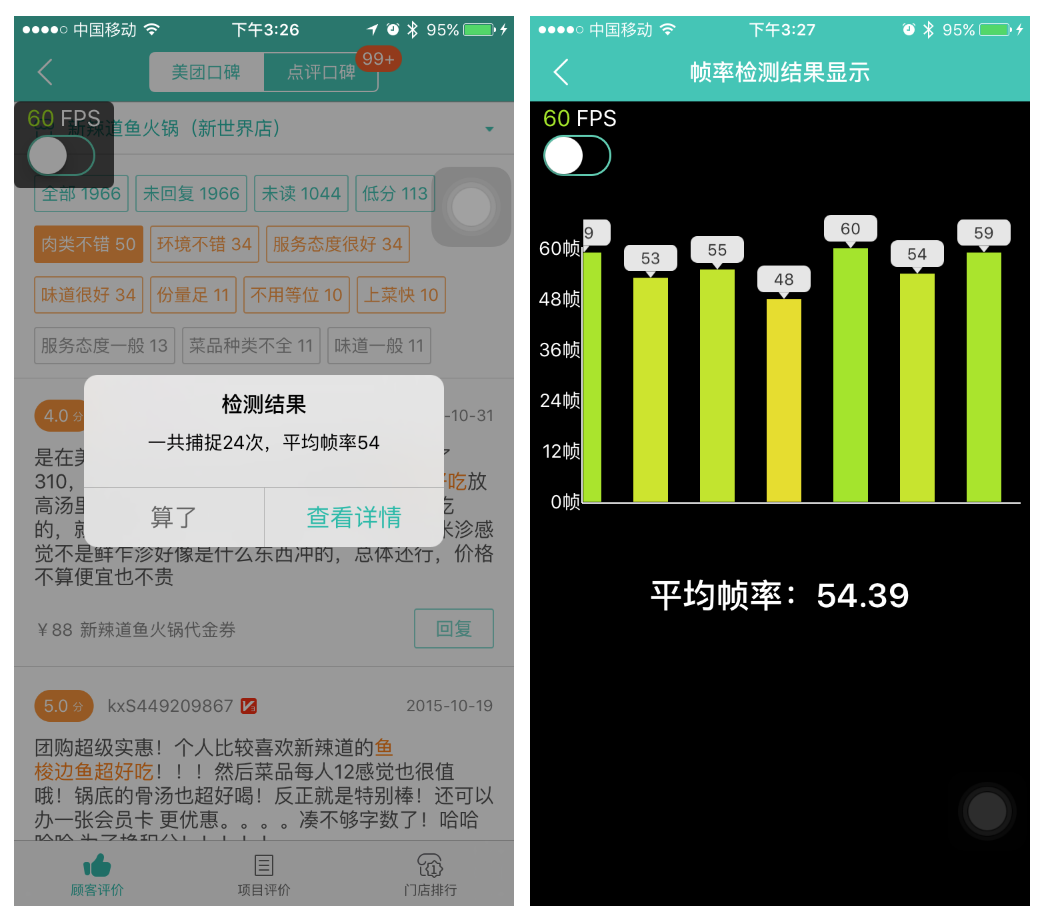 中国移动 下午3:26 95%
美团口碑 点评口碑 99+
60 FPS
新辣道鱼火锅（新世界店）
全部 1966 未回复 1966 未读 1044 低分 113
肉类不错 50 环境不错 34 服务态度很好 34
味道很好 34 份量足 11 不用等位 10 上菜快 10
服务态度一般 13 菜品种类不全 11 味道一般 11
检测结果
一共捕捉24次，平均帧率54
算了 查看详情
4.0 分 -10-31
是在美
310， 吃放
高汤里
的，就 米渗感
觉不是鲜乍渗好像是什么东西冲的，总体还行，价格
不算便宜也不贵
￥88 新辣道鱼火锅代金券 回复
5.0 分 kxS449209867 2015-10-19
团购超级实惠！个人比较喜欢新辣道的鱼
梭边鱼超好吃！！！然后菜品每人12感觉也很值
哦！锅底的骨汤也超好喝！反正就是特别棒！还可以
办一张会员卡 更优惠。。。。凑不够字数了！哈哈
顾客评价 项目评价 门店排行
中国移动 下午3:27 95%
帧率检测结果显示
60 FPS
60帧
48帧
36帧
24帧
12帧
0帧
9 53 55 48 60 54 59
平均帧率：54.39